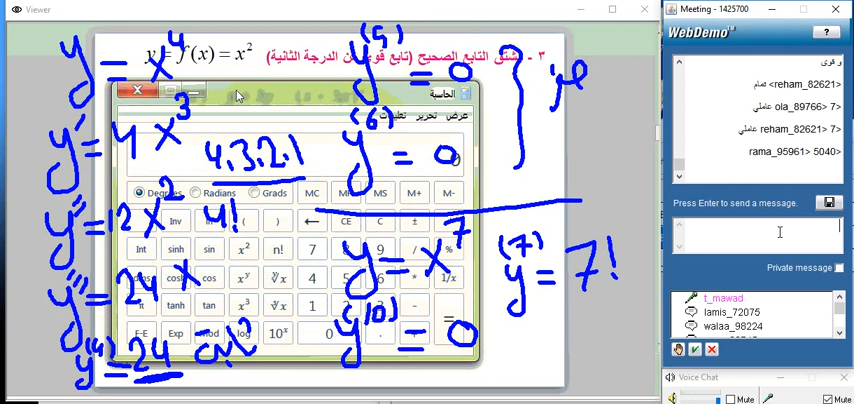 Viewer
y = f(x) = x²
٣ - مشتق التابع الصحيح (تابع قوى من الدرجة الثانية)
y = x⁴
y' = 4x³
y'' = 12x²
y''' = 24x
y⁽⁴⁾ = 24
4.3.2.1
4!
y⁽⁵⁾ = 0
y⁽⁶⁾ = 0
y = x⁷
y⁽⁷⁾ = 7!
y⁽¹⁰⁾ = 0
الحاسبة
عرض تحرير تعليمات
0
Degrees Radians Grads MC MR MS M+ M-
Inv ln ( ) ← CE C ±
Int sinh sin x² n! 7 8 9 / %
cosh cos xʸ ʸ√x 4 5 6 * 1/x
π tanh tan x³ ³√x 1 2 3 =
F-E Exp Mod log 10ˣ 0 . +
Meeting - 1425700
WebDemo™
?
و قوى
reham_82621> تمام>
ola_89766> 7 عاملي>
reham_82621> 7 عاملي>
rama_95961> 5040>
Press Enter to send a message.
Private message
t_mawad
lamis_72075
walaa_98224
Voice Chat
Mute
Mute